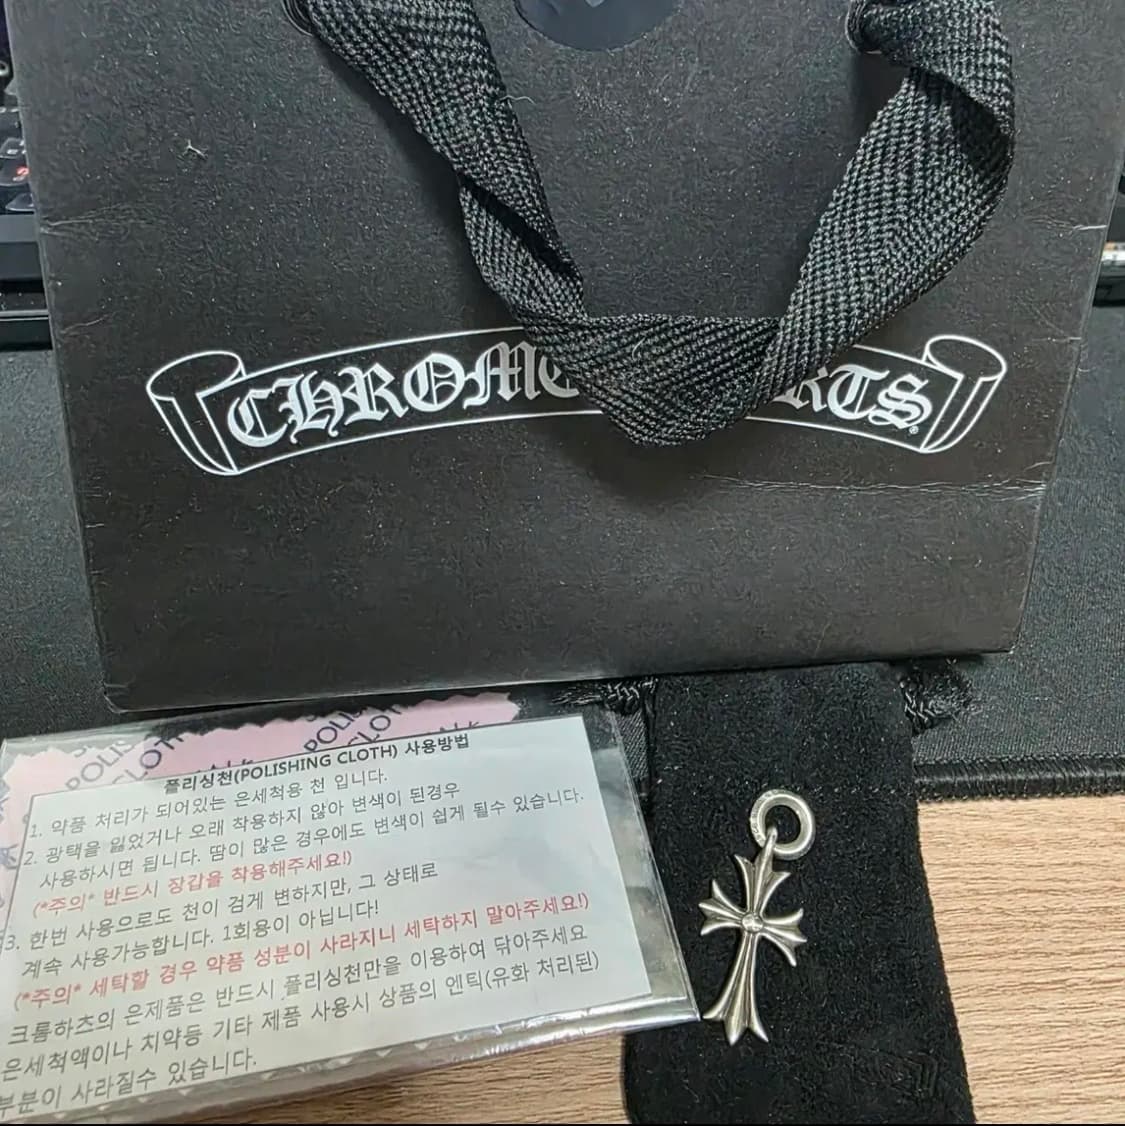 CHROME HEARTS®
POLISHING CLOTH
폴리싱천(POLISHING CLOTH) 사용방법
1. 약품 처리가 되어있는 은세척용 천 입니다.
2. 광택을 잃었거나 오래 착용하지 않아 변색이 된경우
사용하시면 됩니다. 땀이 많은 경우에도 변색이 쉽게 될수 있습니다.
(*주의* 반드시 장갑을 착용해주세요!)
3. 한번 사용으로도 천이 검게 변하지만, 그 상태로
계속 사용가능합니다. 1회용이 아닙니다!
(*주의* 세탁할 경우 약품 성분이 사라지니 세탁하지 말아주세요!)
크롬하츠의 은제품은 반드시 폴리싱천만을 이용하여 닦아주세요
은세척액이나 치약등 기타 제품 사용시 상품의 엔틱(유화 처리된)
부분이 사라질수 있습니다.